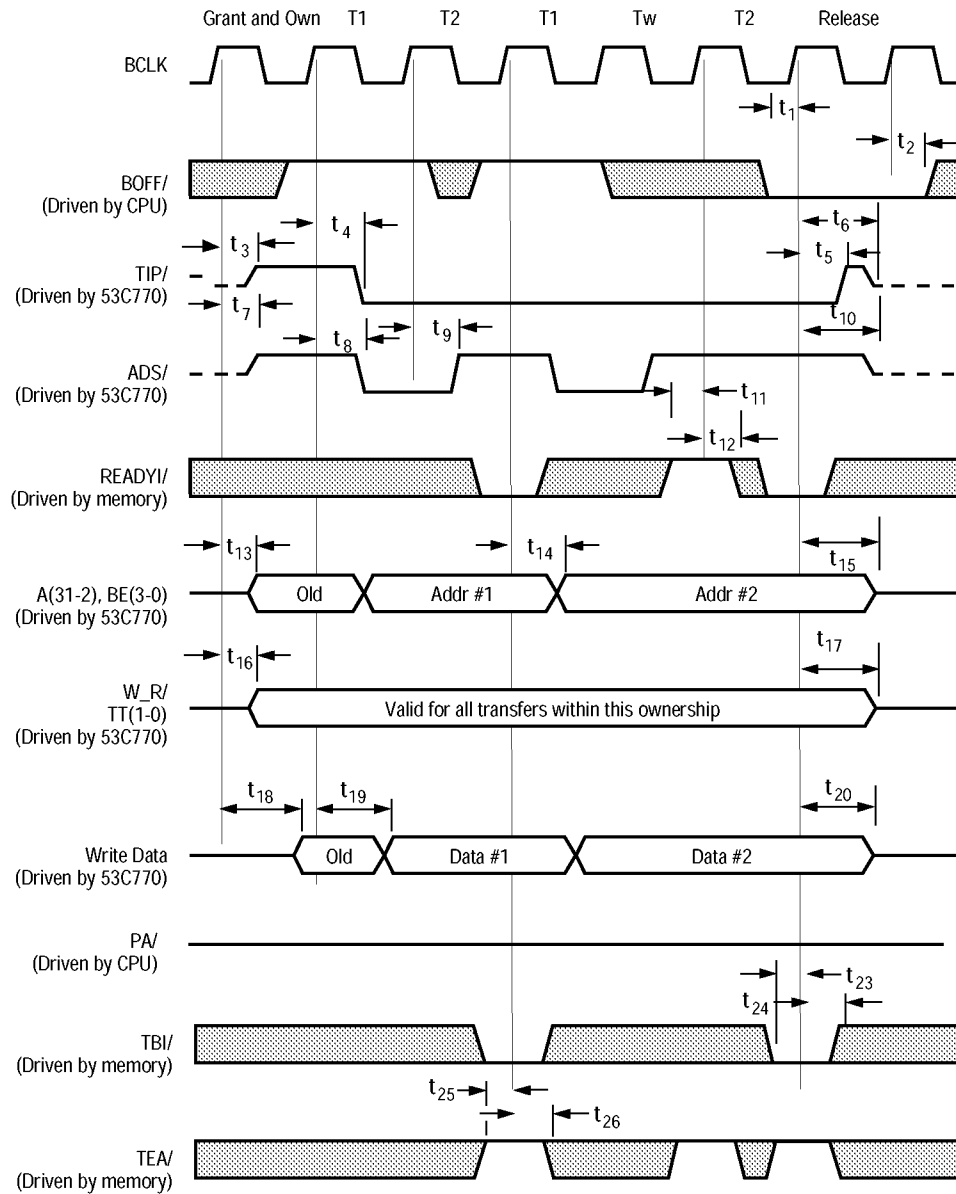 Grant and Own T1 T2 T1 Tw T2 Release
BCLK
t1
t2
BOFF/
(Driven by CPU)
t3
t4
t6
t5
TIP/
(Driven by 53C770)
t7
t8
t9
t10
ADS/
(Driven by 53C770)
t11
t12
READYI/
(Driven by memory)
t13
t14
t15
A(31-2), BE(3-0)
(Driven by 53C770)
Old Addr #1 Addr #2
t16
t17
W_R/
TT(1-0)
(Driven by 53C770)
Valid for all transfers within this ownership
t18
t19
t20
Write Data
(Driven by 53C770)
Old Data #1 Data #2
PA/
(Driven by CPU)
t23
t24
TBI/
(Driven by memory)
t25
t26
TEA/
(Driven by memory)